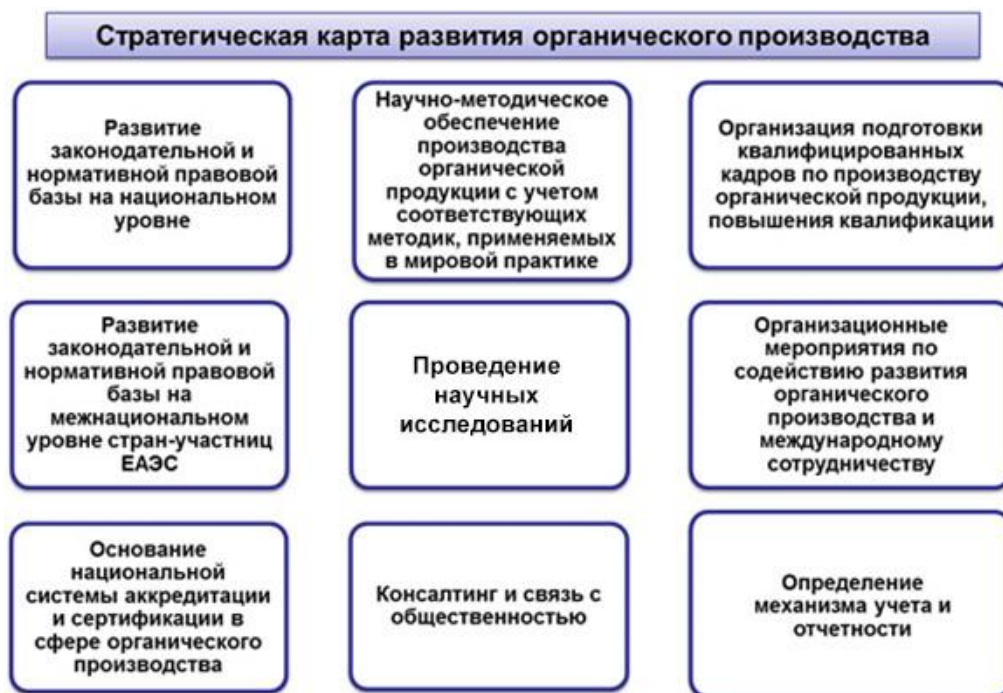 Стратегическая карта развития органического производства
Развитие
законодательной и
нормативной правовой
базы на национальном
уровне
Научно-методическое
обеспечение
производства
органической
продукции с учетом
соответствующих
методик, применяемых
в мировой практике
Организация подготовки
квалифицированных
кадров по производству
органической продукции,
повышения квалификации
Развитие
законодательной и
нормативной правовой
базы на
межнациональном
уровне стран-участниц
ЕАЭС
Проведение
научных
исследований
Организационные
мероприятия по
содействию развития
органического
производства и
международному
сотрудничеству
Основание
национальной
системы аккредитации
и сертификации в
сфере органического
производства
Консалтинг и связь с
общественностью
Определение
механизма учета и
отчетности